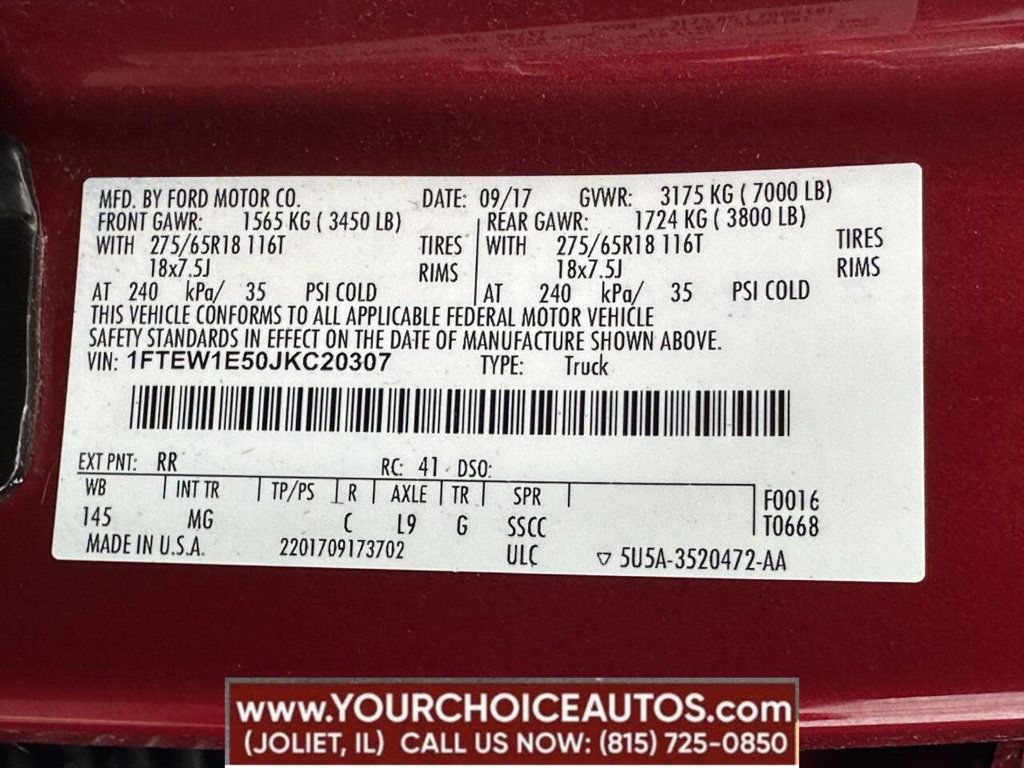 MFD. BY FORD MOTOR CO. DATE: 09/17 GVWR: 3175 KG ( 7000 LB)
FRONT GAWR: 1565 KG ( 3450 LB) REAR GAWR: 1724 KG ( 3800 LB)
WITH 275/65R18 116T TIRES WITH 275/65R18 116T TIRES
18x7.5J RIMS 18x7.5J RIMS
AT 240 kPa/ 35 PSI COLD AT 240 kPa/ 35 PSI COLD
THIS VEHICLE CONFORMS TO ALL APPLICABLE FEDERAL MOTOR VEHICLE
SAFETY STANDARDS IN EFFECT ON THE DATE OF MANUFACTURE SHOWN ABOVE.
VIN: 1FTEW1E50JKC20307 TYPE: Truck
EXT PNT: RR RC: 41 DSO:
WB INT TR TP/PS R AXLE TR SPR F0016
145 MG C L9 G SSCC T0668
MADE IN U.S.A. 2201709173702 ULC ▽ 5U5A-3520472-AA
www.YOURCHOICEAUTOS.com
(JOLIET, IL) CALL US NOW: (815) 725-0850